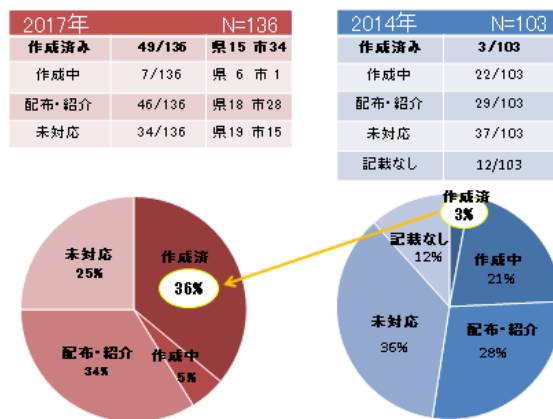 2017年 N=136
作成済み 49/136 県15 市34
作成中 7/136 県 6 市 1
配布・紹介 46/136 県18 市28
未対応 34/136 県19 市15
2014年 N=103
作成済み 3/103
作成中 22/103
配布・紹介 29/103
未対応 37/103
記載なし 12/103
未対応
25%
作成済
36%
配布・紹介
34%
作成中
5%
作成済
3%
記載なし
12%
作成中
21%
未対応
36%
配布・紹介
28%